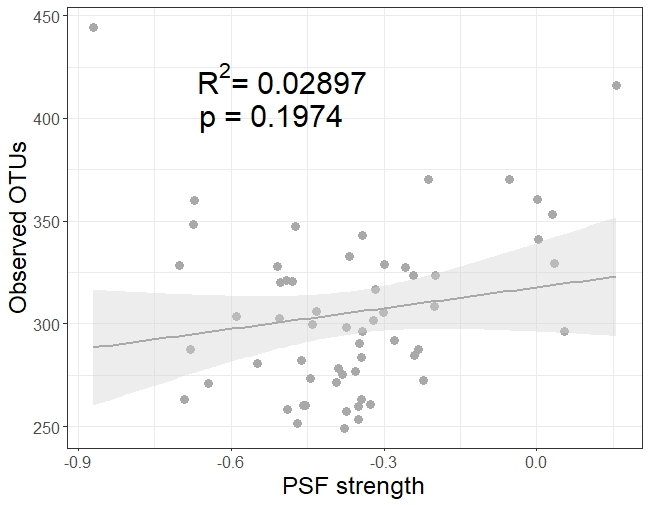 450
R²= 0.02897
400
p = 0.1974
Observed OTUs
350
300
250
-0.9 -0.6 -0.3 0.0
PSF strength